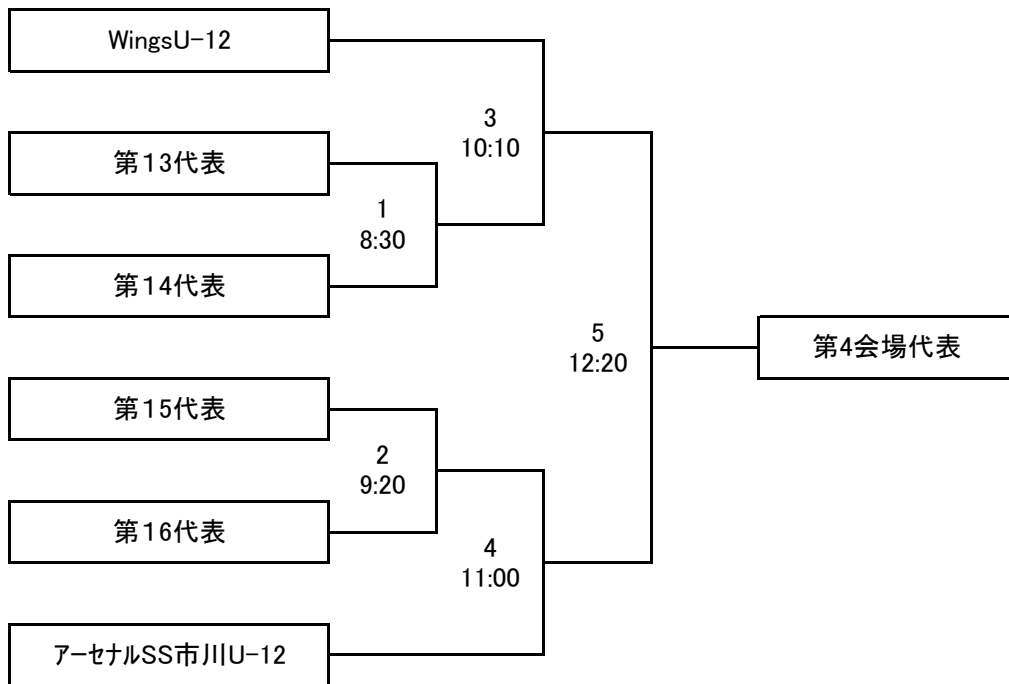 WingsU-12
3
10:10
第13代表
1
8:30
第14代表
5
12:20
第4会場代表
第15代表
2
9:20
第16代表
4
11:00
ｱｰｾﾅﾙSS市川U-12